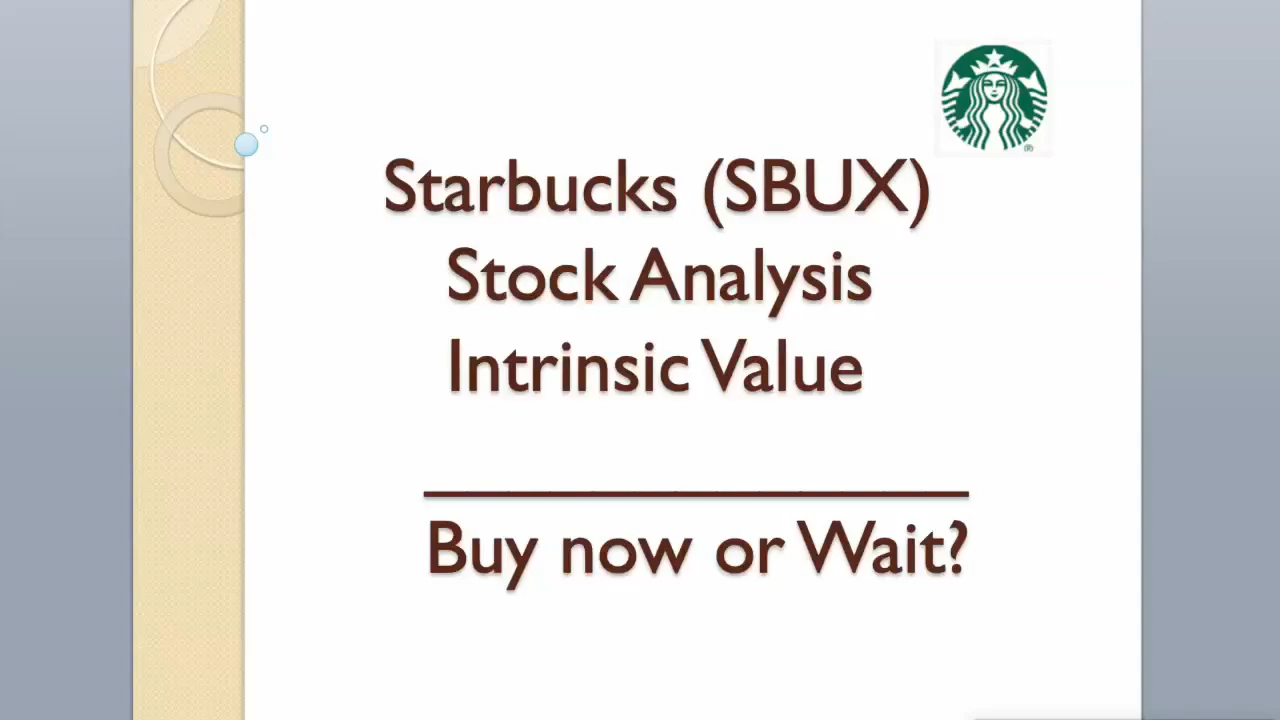 Starbucks (SBUX)
Stock Analysis
Intrinsic Value
Buy now or Wait?